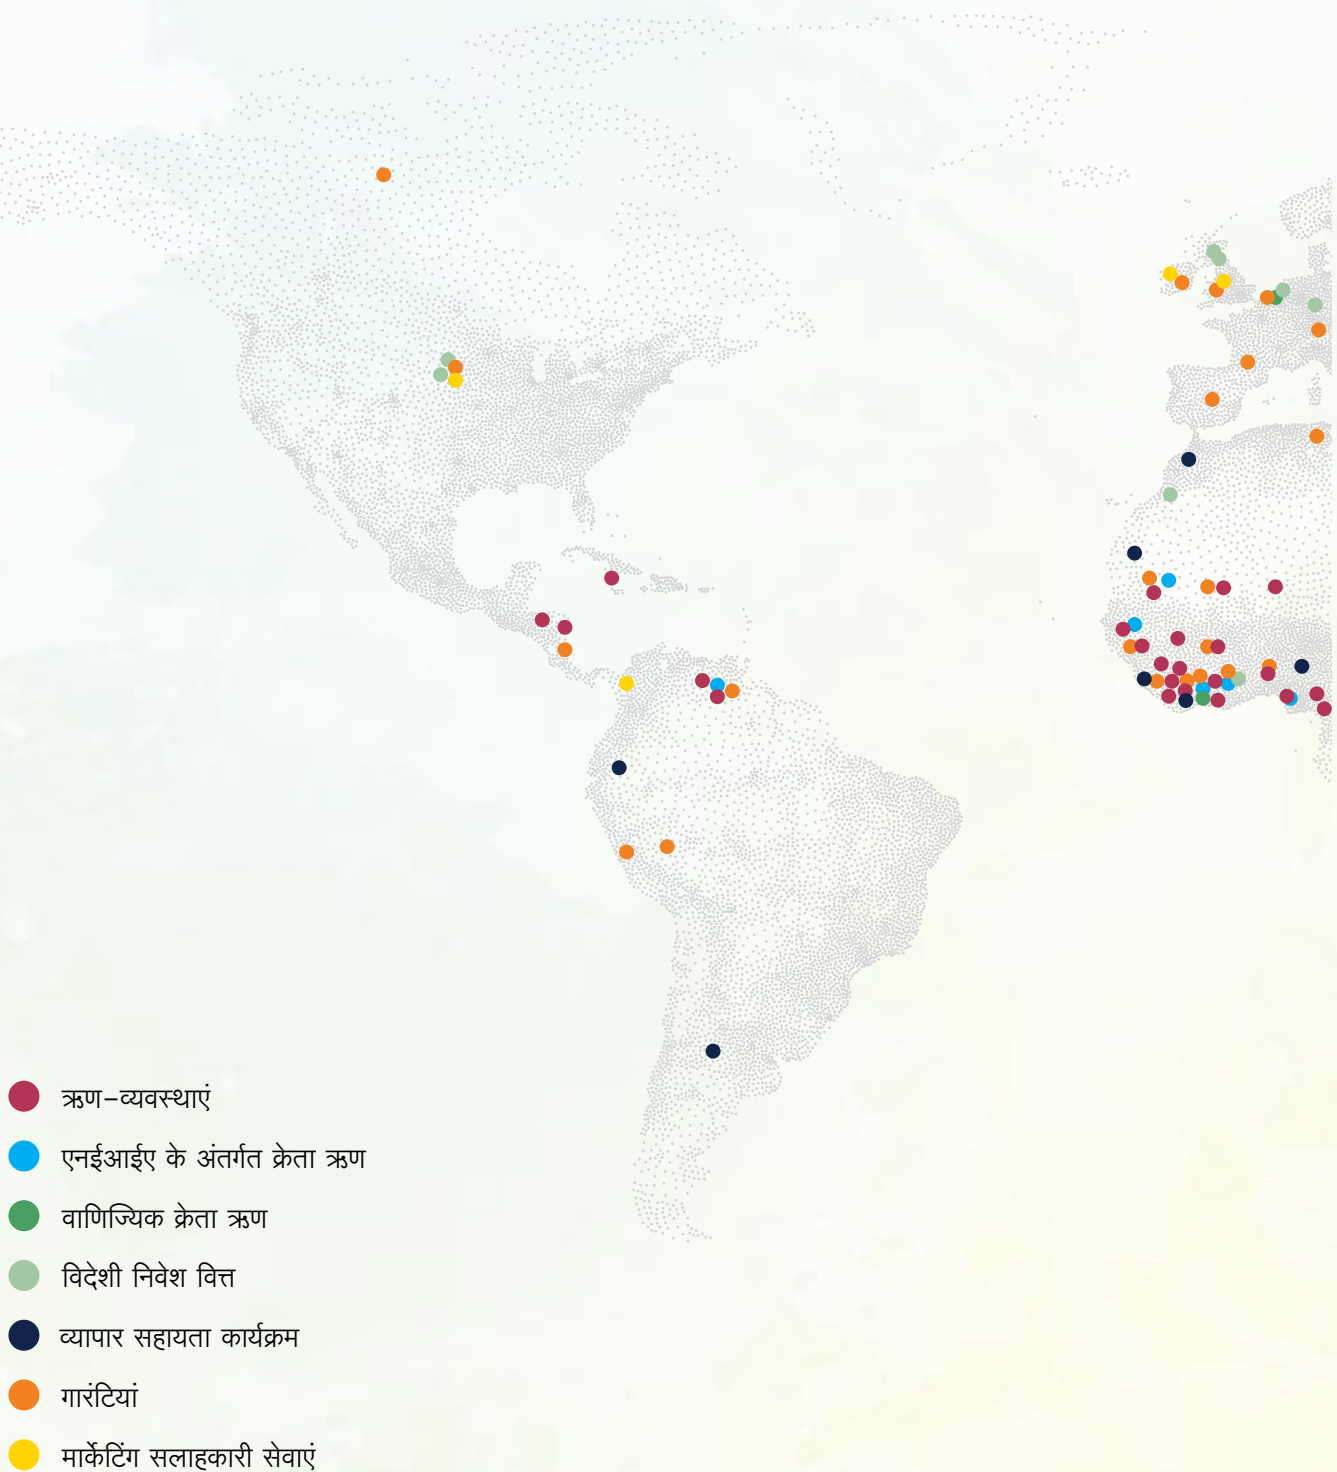 ऋण-व्यवस्थाएं
एनईआईए के अंतर्गत क्रेता ऋण
वाणिज्यिक क्रेता ऋण
विदेशी निवेश वित्त
व्यापार सहायता कार्यक्रम
गारंटियां
मार्केटिंग सलाहकारी सेवाएं